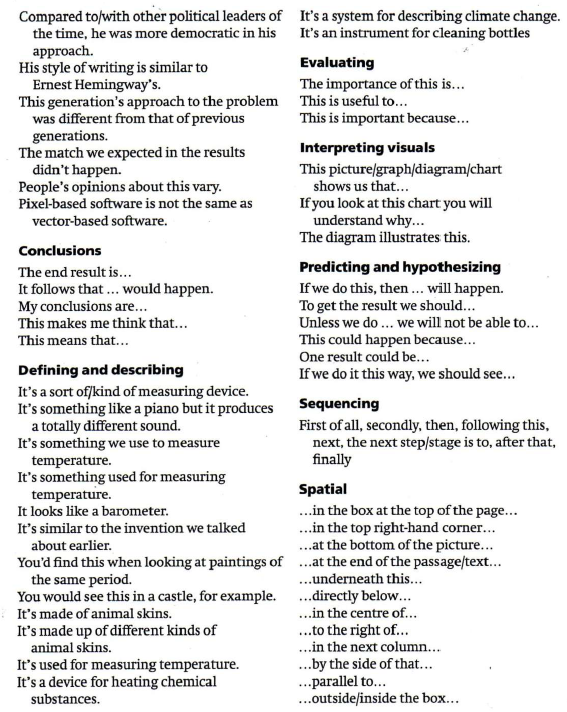 Compared to/with other political leaders of
the time, he was more democratic in his
approach.
His style of writing is similar to
Ernest Hemingway's.
This generation's approach to the problem
was different from that of previous
generations.
The match we expected in the results
didn't happen.
People's opinions about this vary.
Pixel-based software is not the same as
vector-based software.
Conclusions
The end result is...
It follows that ... would happen.
My conclusions are...
This makes me think that...
This means that...
Defining and describing
It's a sort of/kind of measuring device.
It's something like a piano but it produces
a totally different sound.
It's something we use to measure
temperature.
It's something used for measuring
temperature.
It looks like a barometer.
It's similar to the invention we talked
about earlier.
You'd find this when looking at paintings of
the same period.
You would see this in a castle, for example.
It's made of animal skins.
It's made up of different kinds of
animal skins.
It's used for measuring temperature.
It's a device for heating chemical
substances.
It's a system for describing climate change.
It's an instrument for cleaning bottles
Evaluating
The importance of this is...
This is useful to...
This is important because...
Interpreting visuals
This picture/graph/diagram/chart
shows us that...
If you look at this chart you will
understand why...
The diagram illustrates this.
Predicting and hypothesizing
If we do this, then ... will happen.
To get the result we should...
Unless we do ... we will not be able to...
This could happen because...
One result could be...
If we do it this way, we should see...
Sequencing
First of all, secondly, then, following this,
next, the next step/stage is to, after that,
finally
Spatial
...in the box at the top of the page...
...in the top right-hand corner...
...at the bottom of the picture...
...at the end of the passage/text...
...underneath this...
...directly below...
...in the centre of...
...to the right of...
...in the next column...
...by the side of that...
...parallel to...
...outside/inside the box...